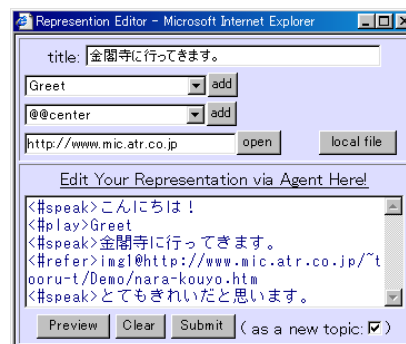 Represention Editor - Microsoft Internet Explorer
title: 金閣寺に行ってきます。
Greet add
@@center add
http://www.mic.atr.co.jp open local file
Edit Your Representation via Agent Here!
<#speak>こんにちは！
<#play>Greet
<#speak>金閣寺に行ってきます。
<#refer>img1@http://www.mic.atr.co.jp/~t
ooru-t/Demo/nara-kouyo.htm
<#speak>とてもきれいだと思います。
Preview Clear Submit ( as a new topic: )